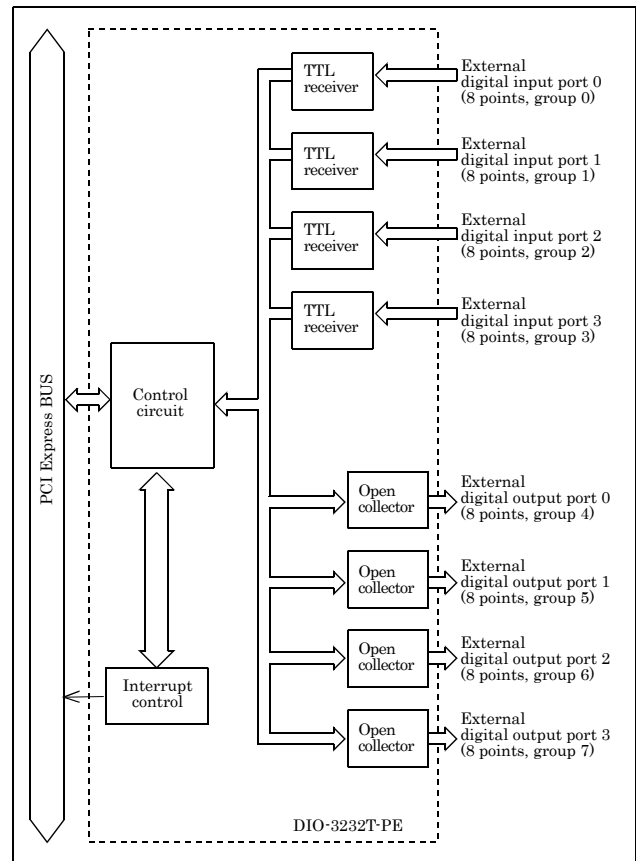 TTL
receiver
External
digital input port 0
(8 points, group 0)
TTL
receiver
External
digital input port 1
(8 points, group 1)
TTL
receiver
External
digital input port 2
(8 points, group 2)
TTL
receiver
External
digital input port 3
(8 points, group 3)
PCI Express BUS
Control
circuit
Open
collector
External
digital output port 0
(8 points, group 4)
Open
collector
External
digital output port 1
(8 points, group 5)
Open
collector
External
digital output port 2
(8 points, group 6)
Interrupt
control
Open
collector
External
digital output port 3
(8 points, group 7)
DIO-3232T-PE